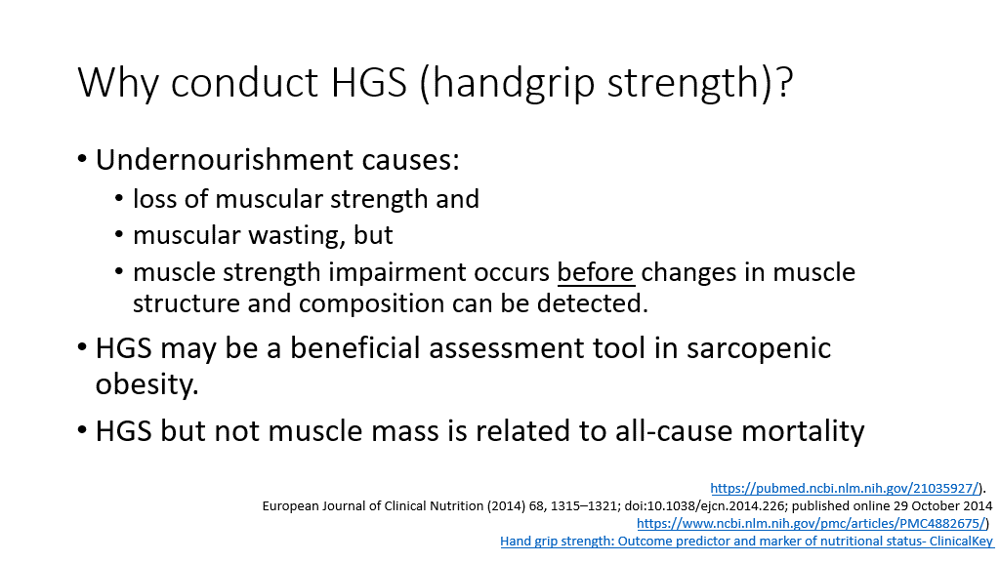 Why conduct HGS (handgrip strength)?
• Undernourishment causes:
• loss of muscular strength and
• muscular wasting, but
• muscle strength impairment occurs before changes in muscle
structure and composition can be detected.
• HGS may be a beneficial assessment tool in sarcopenic
obesity.
• HGS but not muscle mass is related to all-cause mortality
https://pubmed.ncbi.nlm.nih.gov/21035927/).
European Journal of Clinical Nutrition (2014) 68, 1315–1321; doi:10.1038/ejcn.2014.226; published online 29 October 2014
https://www.ncbi.nlm.nih.gov/pmc/articles/PMC4882675/)
Hand grip strength: Outcome predictor and marker of nutritional status- ClinicalKey